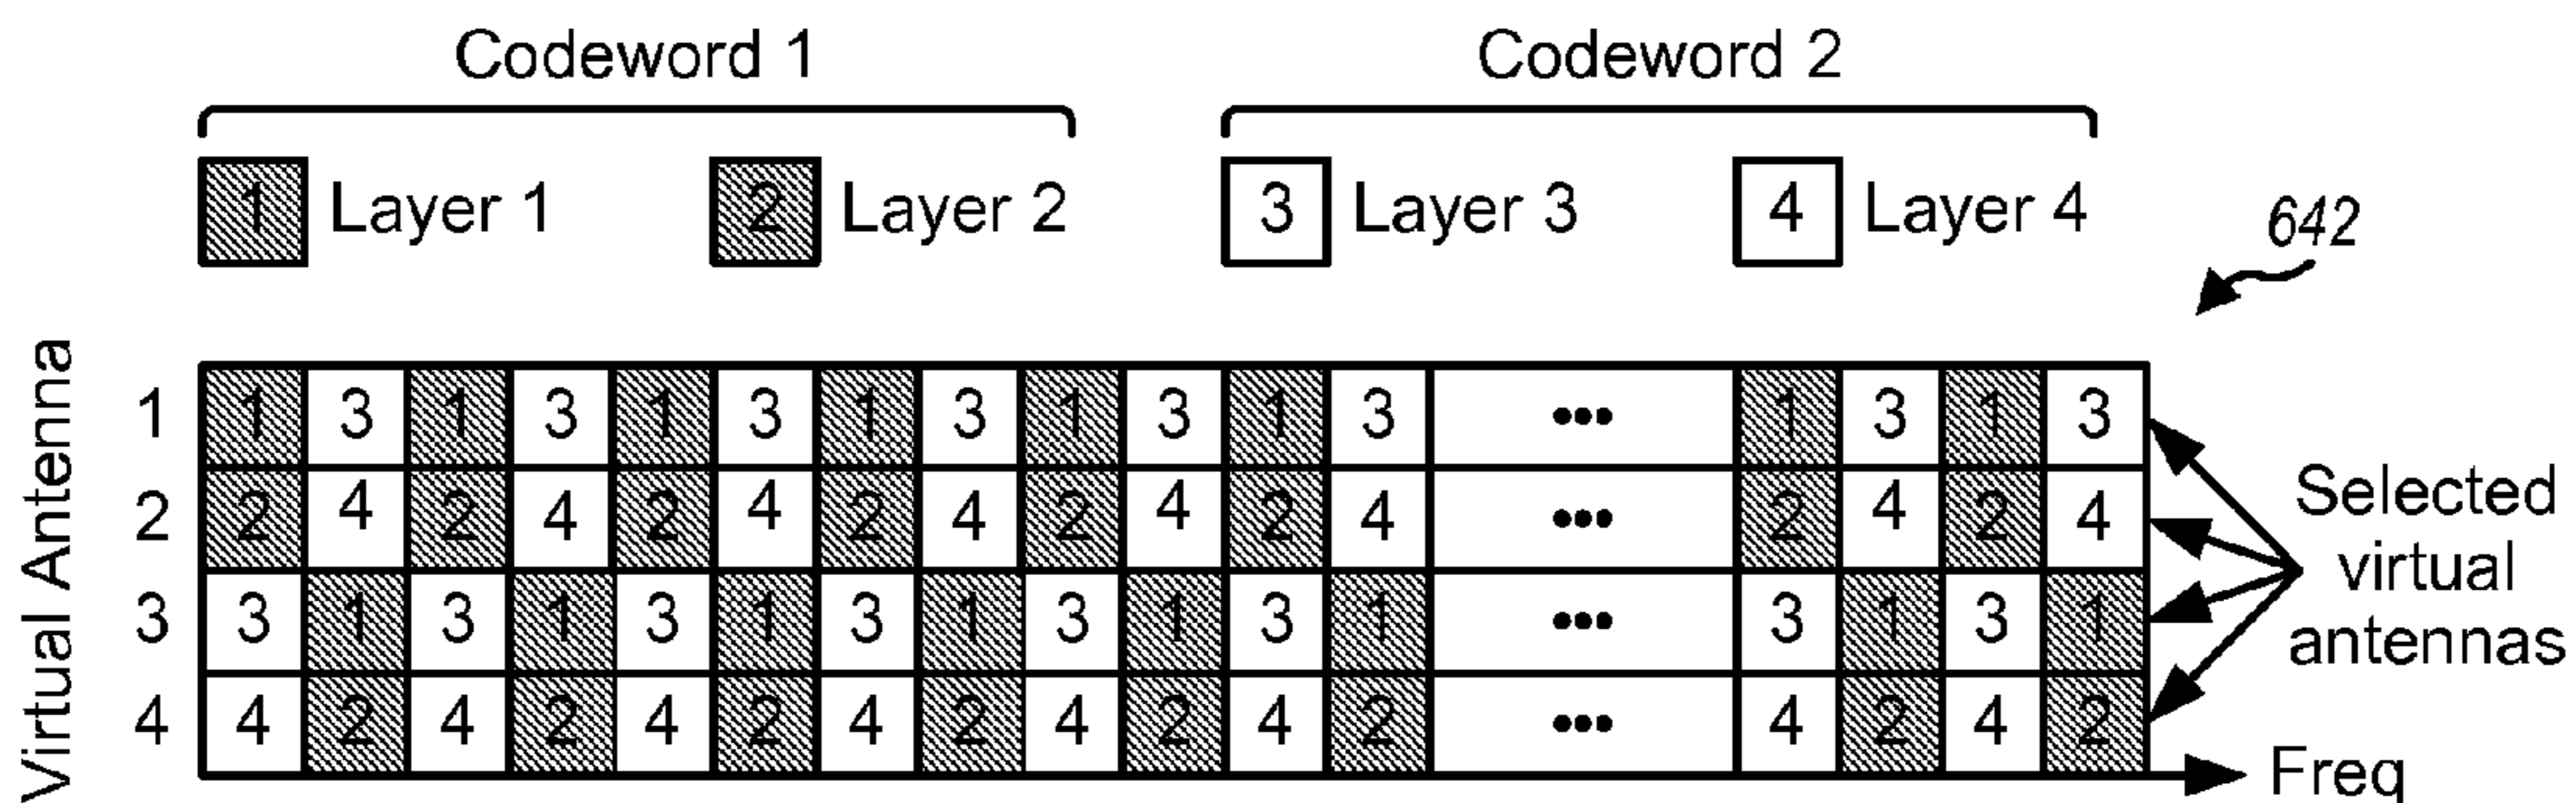 Codeword 1 Codeword 2
1 Layer 1 2 Layer 2 3 Layer 3 4 Layer 4
642
Virtual Antenna
1 1 3 1 3 1 3 1 3 1 3 1 3 ••• 1 3 1 3
2 2 4 2 4 2 4 2 4 2 4 2 4 ••• 2 4 2 4
3 3 1 3 1 3 1 3 1 3 1 3 1 ••• 3 1 3 1
4 4 2 4 2 4 2 4 2 4 2 4 2 ••• 4 2 4 2
Selected
virtual
antennas
Freq